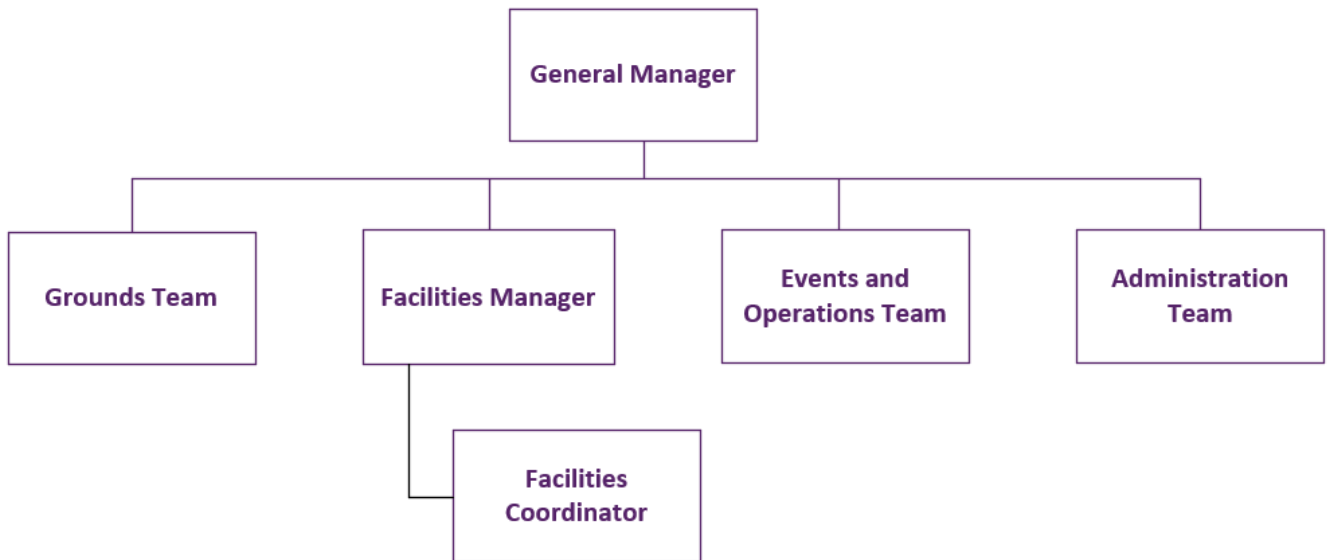 General Manager
Grounds Team
Facilities Manager
Events and
Operations Team
Administration
Team
Facilities
Coordinator